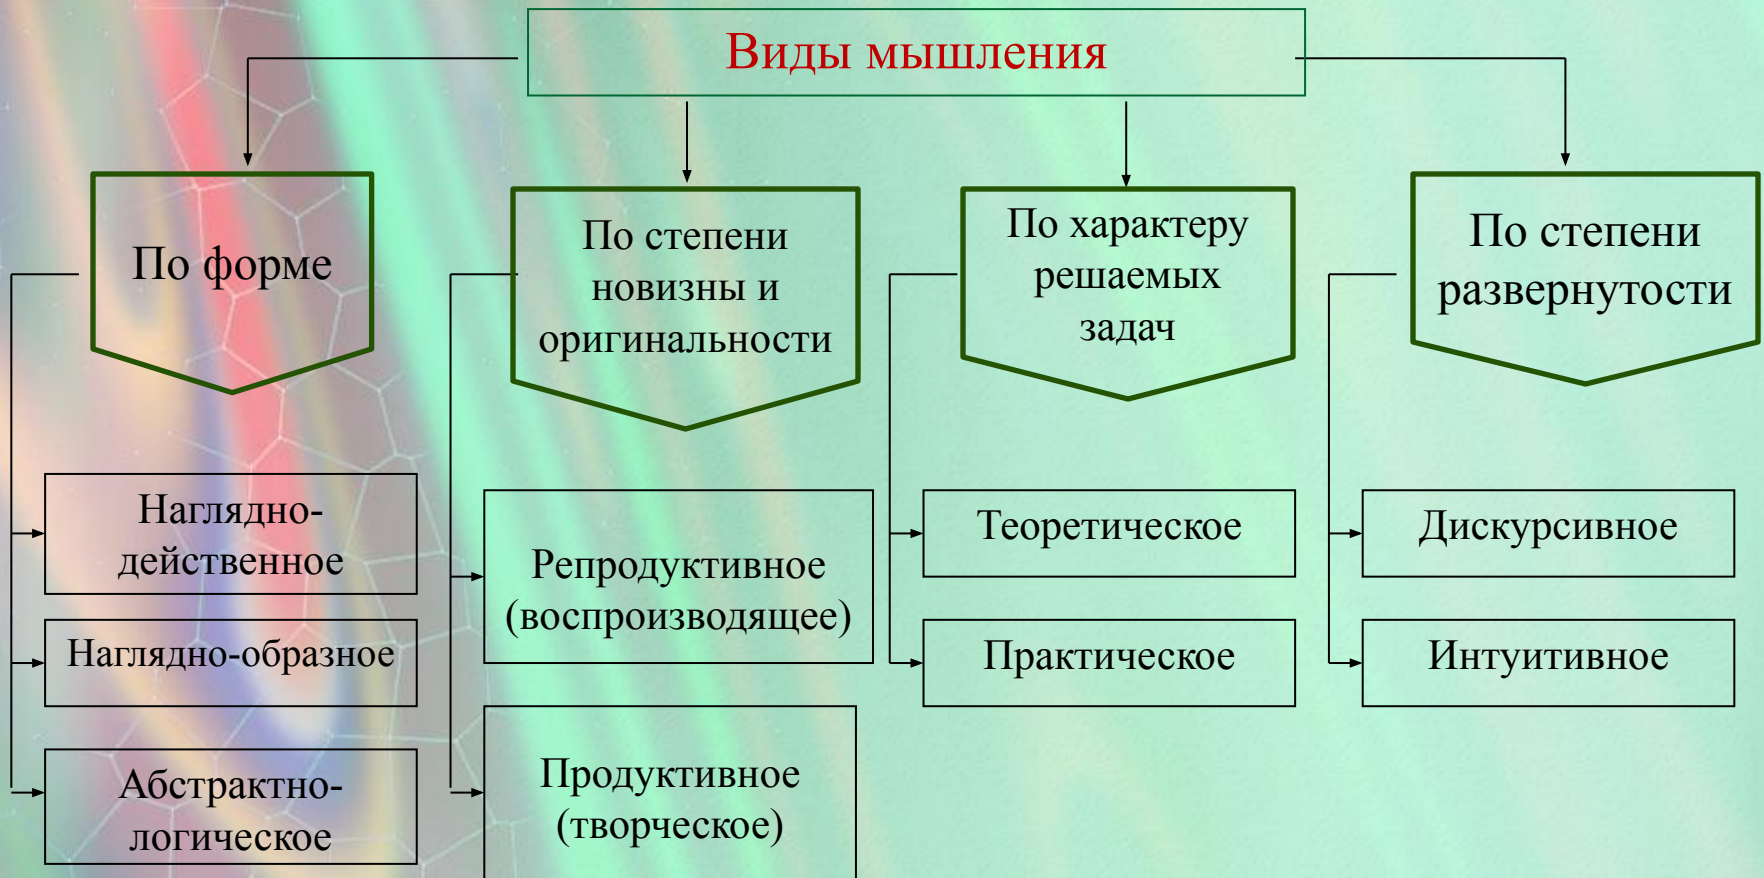 Виды мышления
По форме
По степени
новизны и
оригинальности
По характеру
решаемых
задач
По степени
развернутости
Наглядно-
действенное
Наглядно-образное
Абстрактно-
логическое
Репродуктивное
(воспроизводящее)
Продуктивное
(творческое)
Теоретическое
Практическое
Дискурсивное
Интуитивное